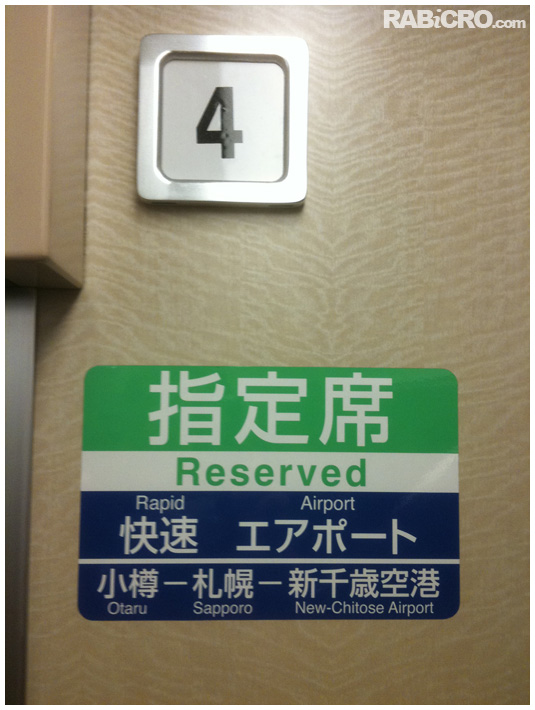 RABiCRO.com
4
指定席
Reserved
Rapid Airport
快速 エアポート
小樽－札幌－新千歳空港
Otaru Sapporo New-Chitose Airport